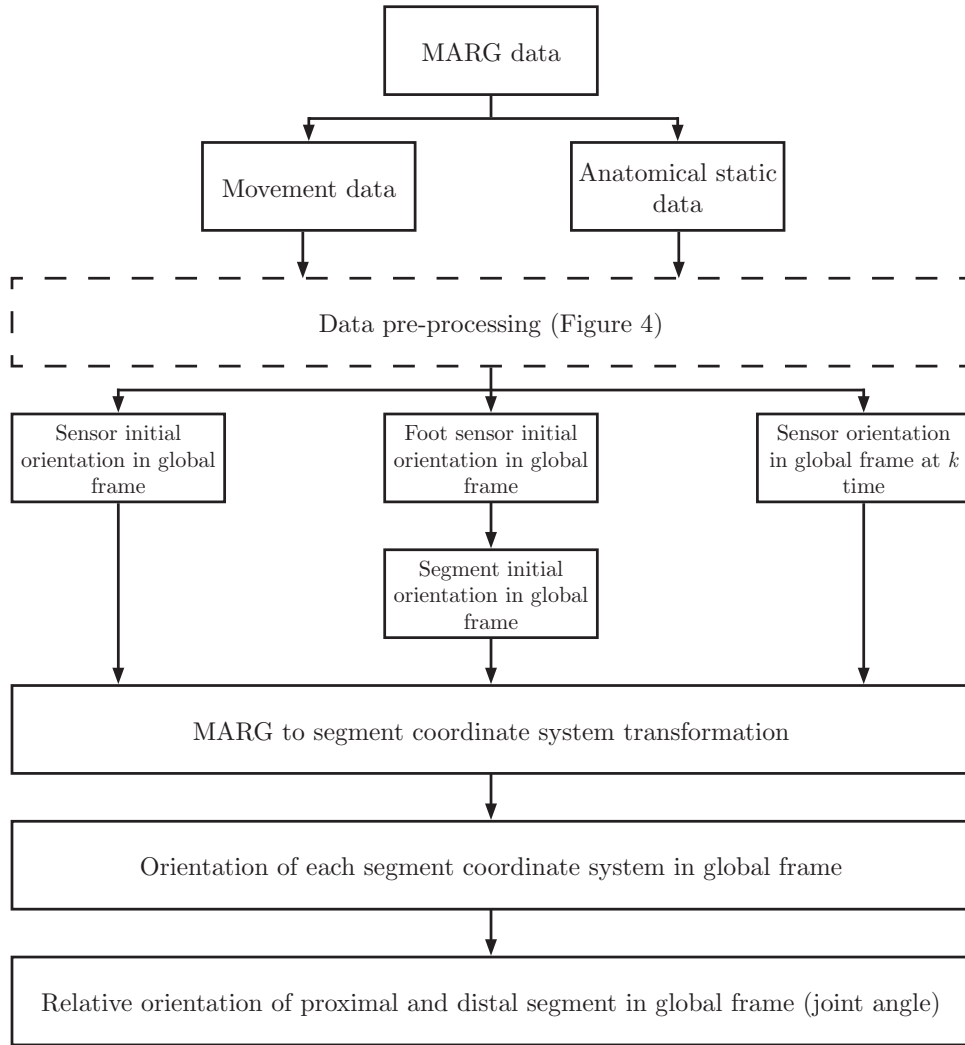 MARG data
Movement data
Anatomical static
data
Data pre-processing (Figure 4)
Sensor initial
orientation in global
frame
Foot sensor initial
orientation in global
frame
Sensor orientation
in global frame at k
time
Segment initial
orientation in global
frame
MARG to segment coordinate system transformation
Orientation of each segment coordinate system in global frame
Relative orientation of proximal and distal segment in global frame (joint angle)